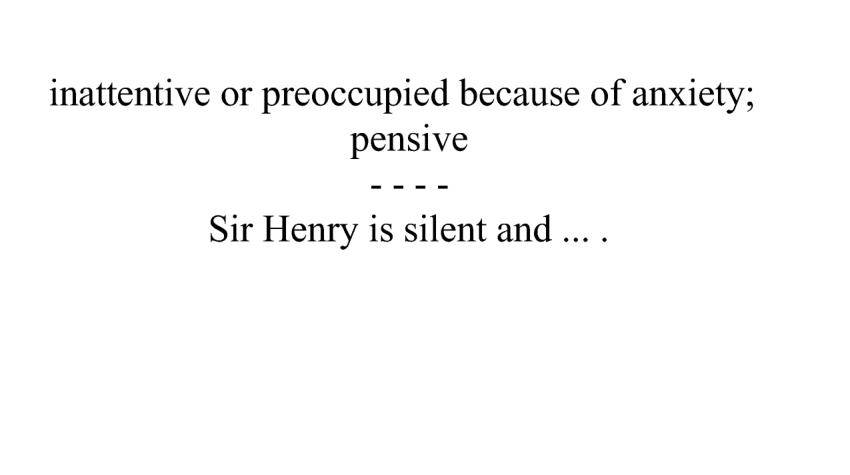 inattentive or preoccupied because of anxiety;
pensive
- - - -
Sir Henry is silent and ... .